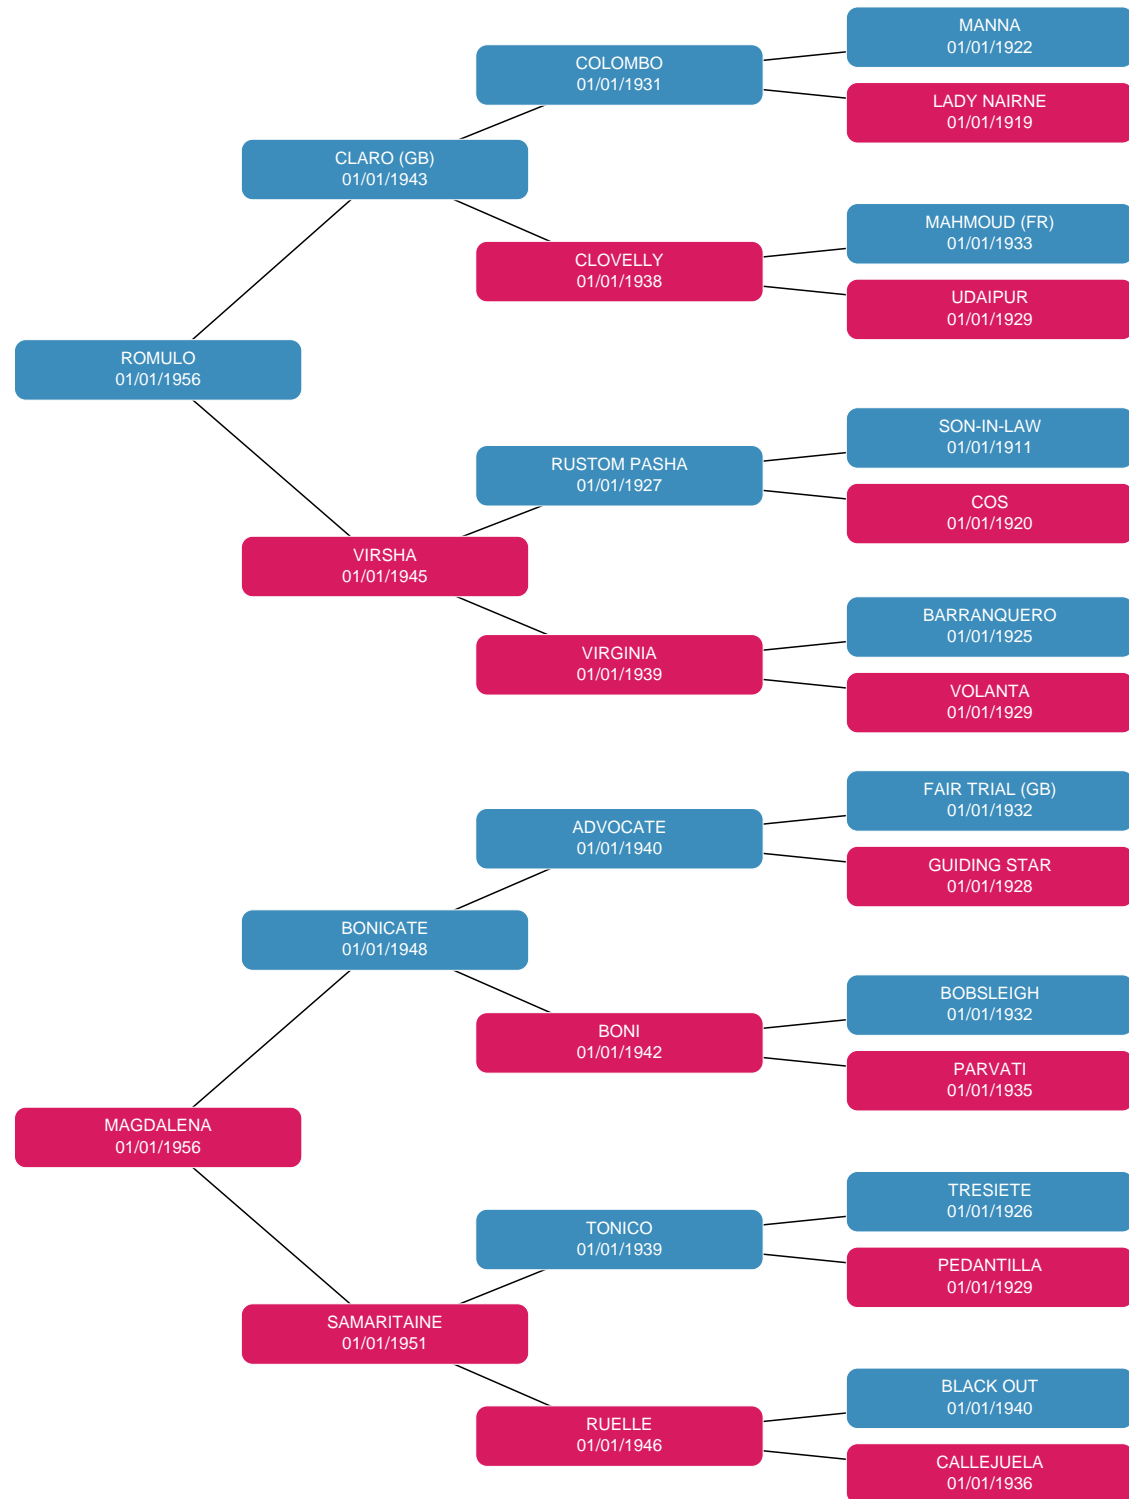 MANNA
01/01/1922
COLOMBO
01/01/1931
LADY NAIRNE
01/01/1919
CLARO (GB)
01/01/1943
MAHMOUD (FR)
01/01/1933
CLOVELLY
01/01/1938
UDAIPUR
01/01/1929
ROMULO
01/01/1956
SON-IN-LAW
01/01/1911
RUSTOM PASHA
01/01/1927
COS
01/01/1920
VIRSHA
01/01/1945
BARRANQUERO
01/01/1925
VIRGINIA
01/01/1939
VOLANTA
01/01/1929
FAIR TRIAL (GB)
01/01/1932
ADVOCATE
01/01/1940
GUIDING STAR
01/01/1928
BONICATE
01/01/1948
BOBSLEIGH
01/01/1932
BONI
01/01/1942
PARVATI
01/01/1935
MAGDALENA
01/01/1956
TRESIETE
01/01/1926
TONICO
01/01/1939
PEDANTILLA
01/01/1929
SAMARITAINE
01/01/1951
BLACK OUT
01/01/1940
RUELLE
01/01/1946
CALLEJUELA
01/01/1936